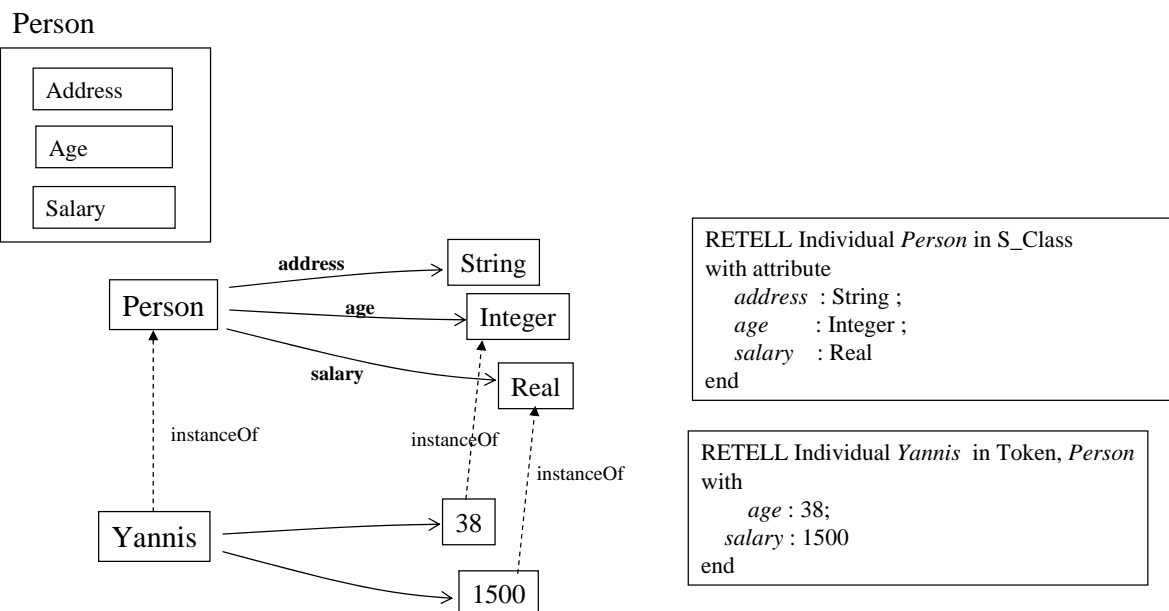 Person
Address
Age
Salary
address
String
Person
age
Integer
salary
Real
instanceOf
instanceOf
instanceOf
Yannis
38
1500
RETELL Individual Person in S_Class
with attribute
address : String ;
age : Integer ;
salary : Real
end
RETELL Individual Yannis in Token, Person
with
age : 38;
salary : 1500
end